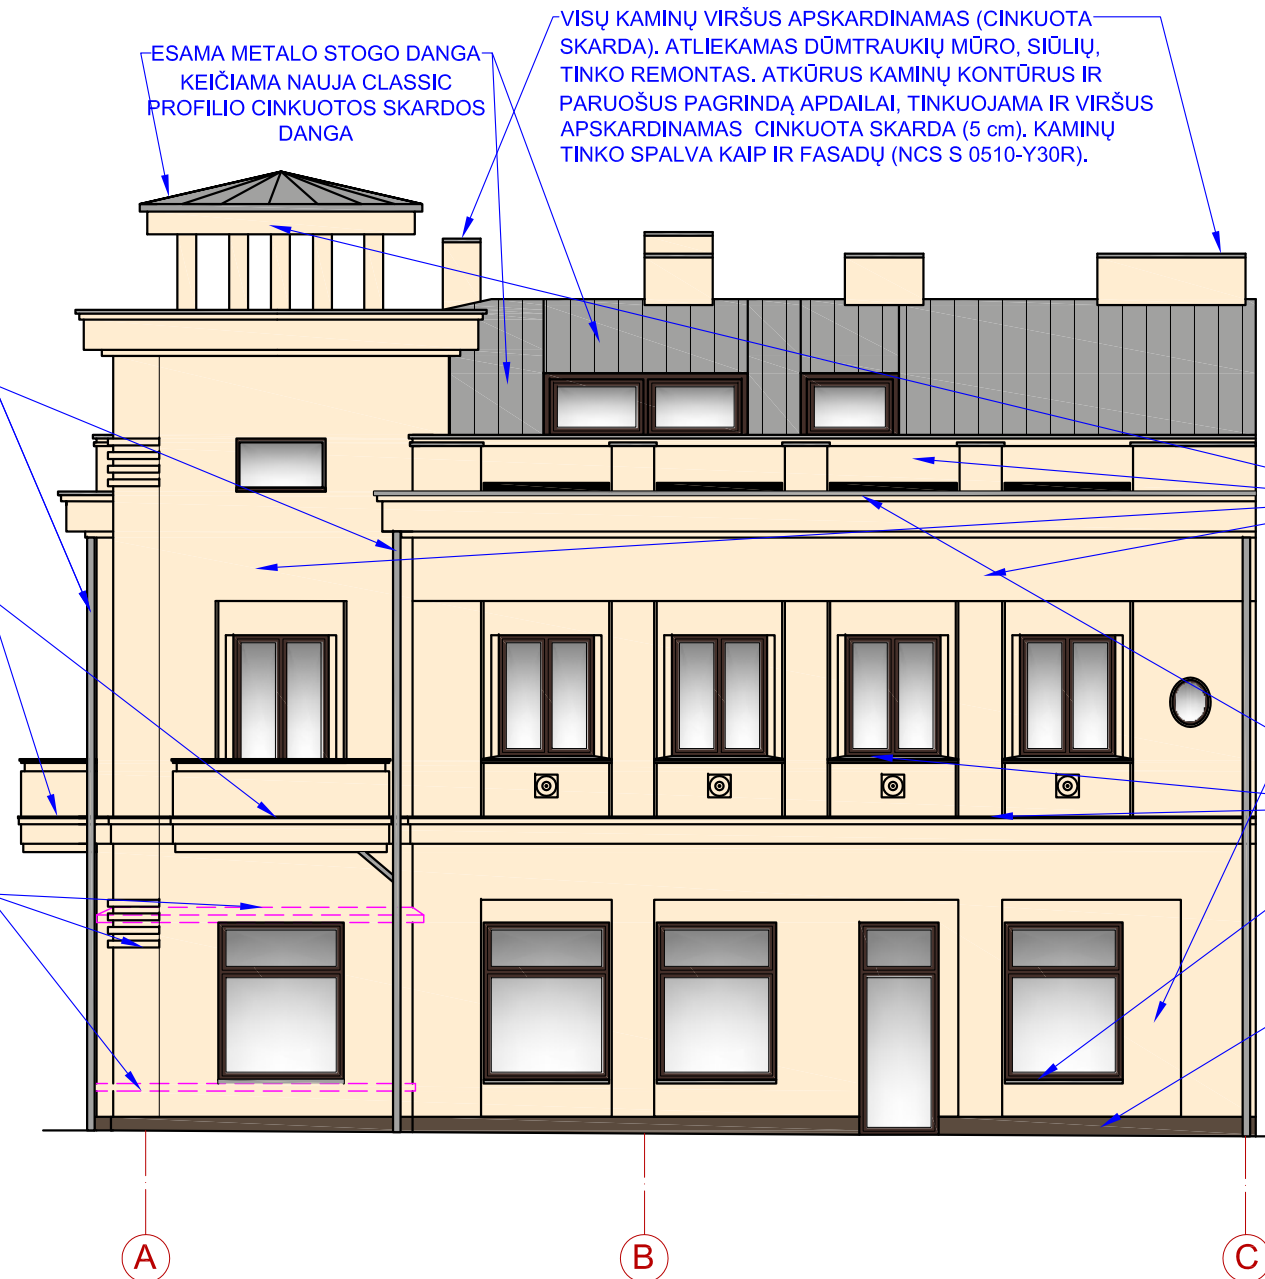 ESAMA METALO STOGO DANGA
KEIČIAMA NAUJA CLASSIC
PROFILIO CINKUOTOS SKARDOS
DANGA
VISŲ KAMINŲ VIRŠUS APSKARDINAMAS (CINKUOTA
SKARDA). ATLIEKAMAS DŪMTRAUKIŲ MŪRO, SIŪLIŲ,
TINKO REMONTAS. ATKŪRUS KAMINŲ KONTŪRUS IR
PARUOŠUS PAGRINDĄ APDAILAI, TINKUOJAMA IR VIRŠUS
APSKARDINAMAS CINKUOTA SKARDA (5 cm). KAMINŲ
TINKO SPALVA KAIP IR FASADŲ (NCS S 0510-Y30R).
A
B
C